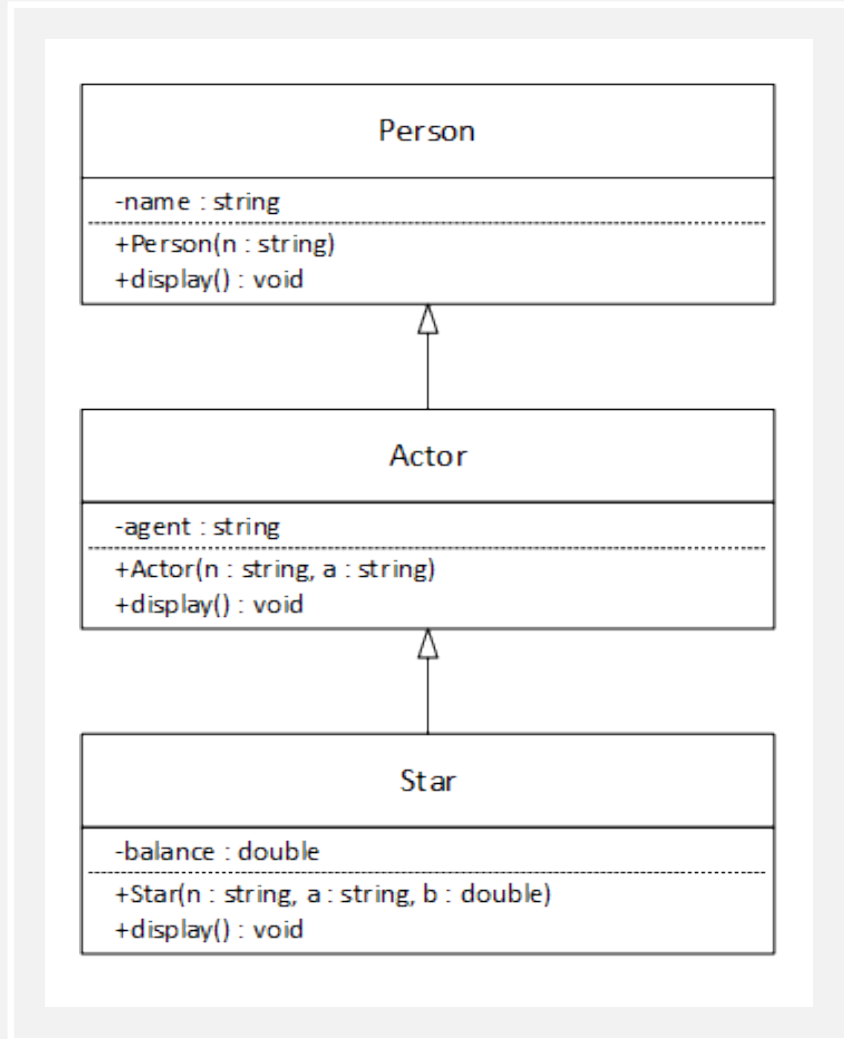 Person
-name : string
+Person(n : string)
+display() : void
Actor
-agent : string
+Actor(n : string, a : string)
+display() : void
Star
-balance : double
+Star(n : string, a : string, b : double)
+display() : void